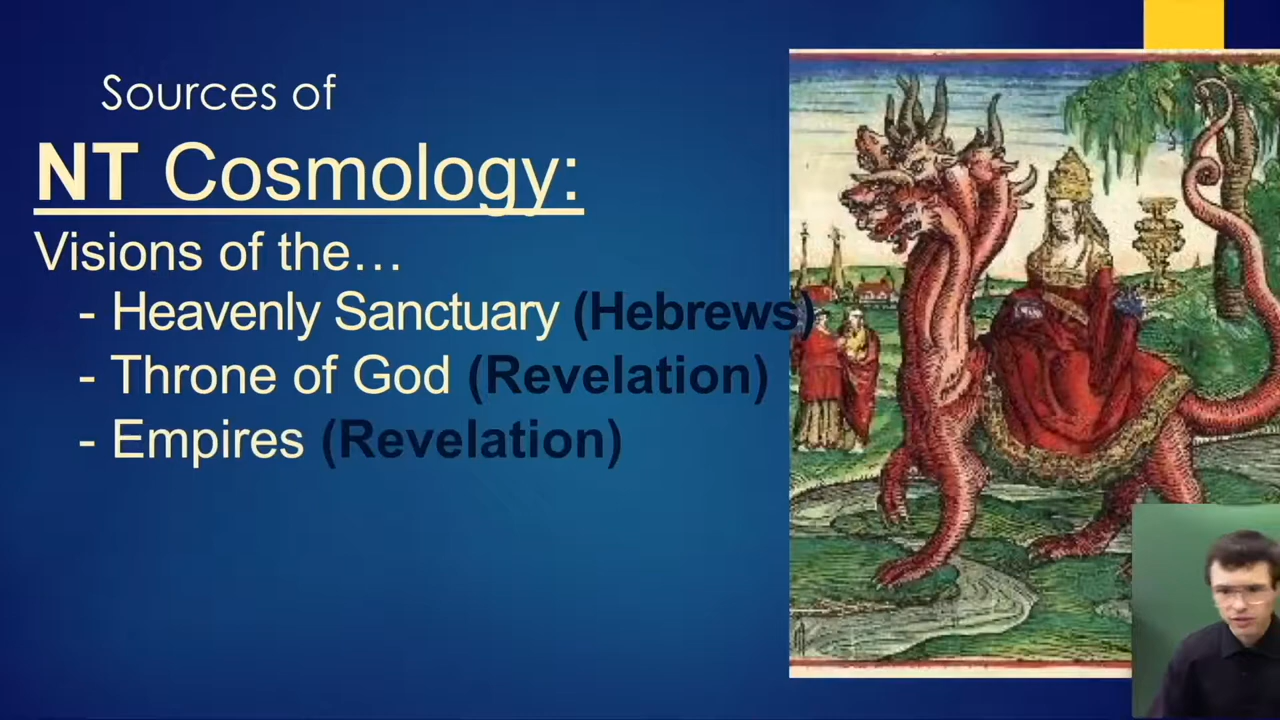 Sources of
NT Cosmology:
Visions of the…
- Heavenly Sanctuary (Hebrews)
- Throne of God (Revelation)
- Empires (Revelation)